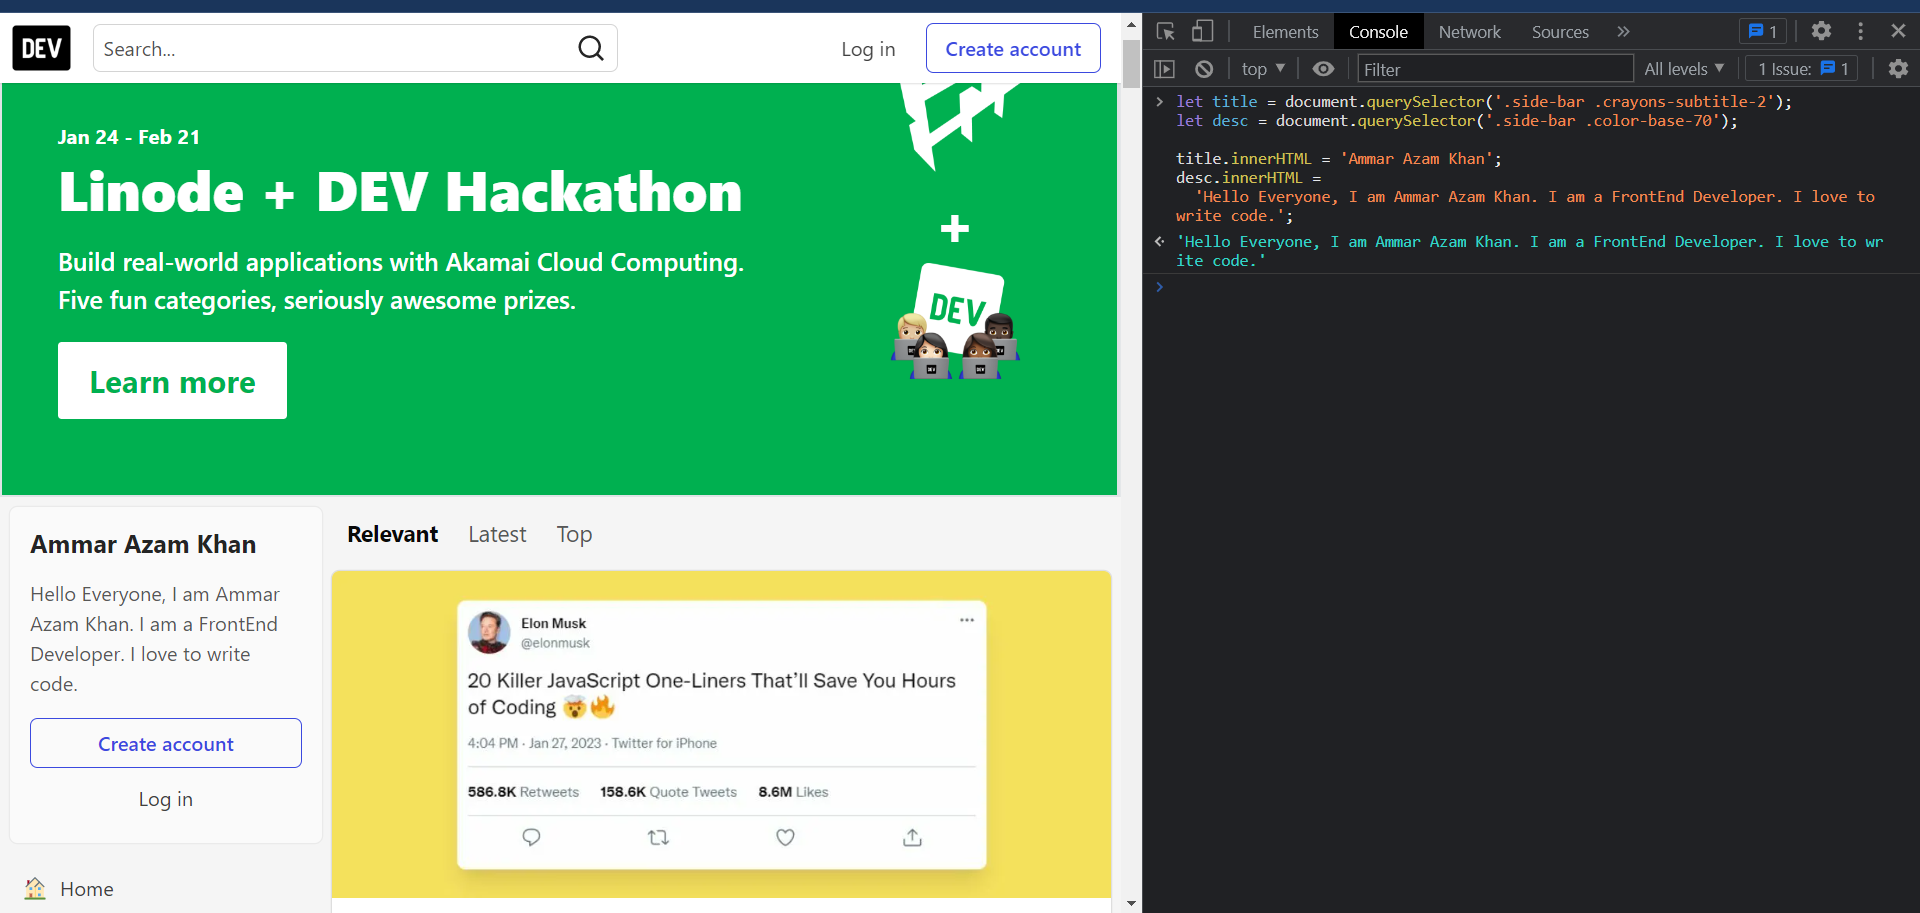 DEV
Search...
Log in
Create account
Jan 24 - Feb 21
Linode + DEV Hackathon
Build real-world applications with Akamai Cloud Computing.
Five fun categories, seriously awesome prizes.
Learn more
DEV
DEV
DEV
Ammar Azam Khan
Hello Everyone, I am Ammar
Azam Khan. I am a FrontEnd
Developer. I love to write
code.
Create account
Log in
Home
Relevant Latest Top
Elon Musk
@elonmusk
20 Killer JavaScript One-Liners That’ll Save You Hours
of Coding 🤯🔥
4:04 PM · Jan 27, 2023 · Twitter for iPhone
586.8K Retweets 158.6K Quote Tweets 8.6M Likes
Elements Console Network Sources 1
top Filter All levels 1 Issue: 1
let title = document.querySelector('.side-bar .crayons-subtitle-2');
let desc = document.querySelector('.side-bar .color-base-70');
title.innerHTML = 'Ammar Azam Khan';
desc.innerHTML =
'Hello Everyone, I am Ammar Azam Khan. I am a FrontEnd Developer. I love to
write code.';
'Hello Everyone, I am Ammar Azam Khan. I am a FrontEnd Developer. I love to wr
ite code.'